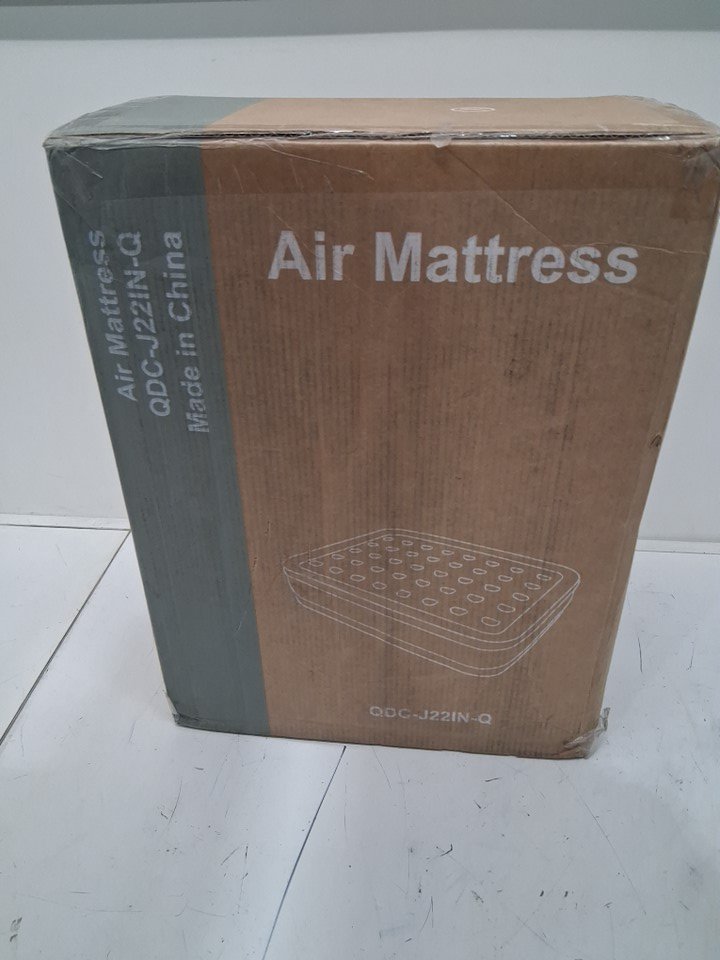 Air Mattress
QDC-J22IN-Q
Made in China
Air Mattress
QDC-J22IN-Q